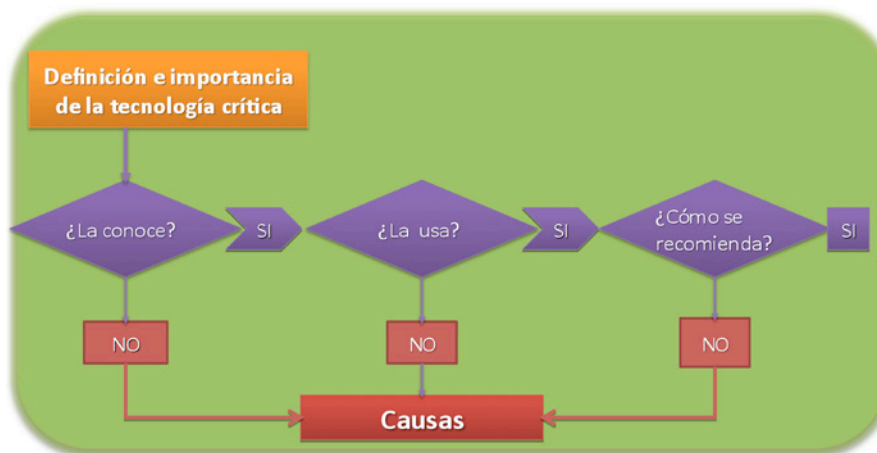 Definición e importancia
de la tecnología crítica
¿La conoce?
SI
¿La usa?
SI
¿Cómo se
recomienda?
SI
NO
NO
NO
Causas